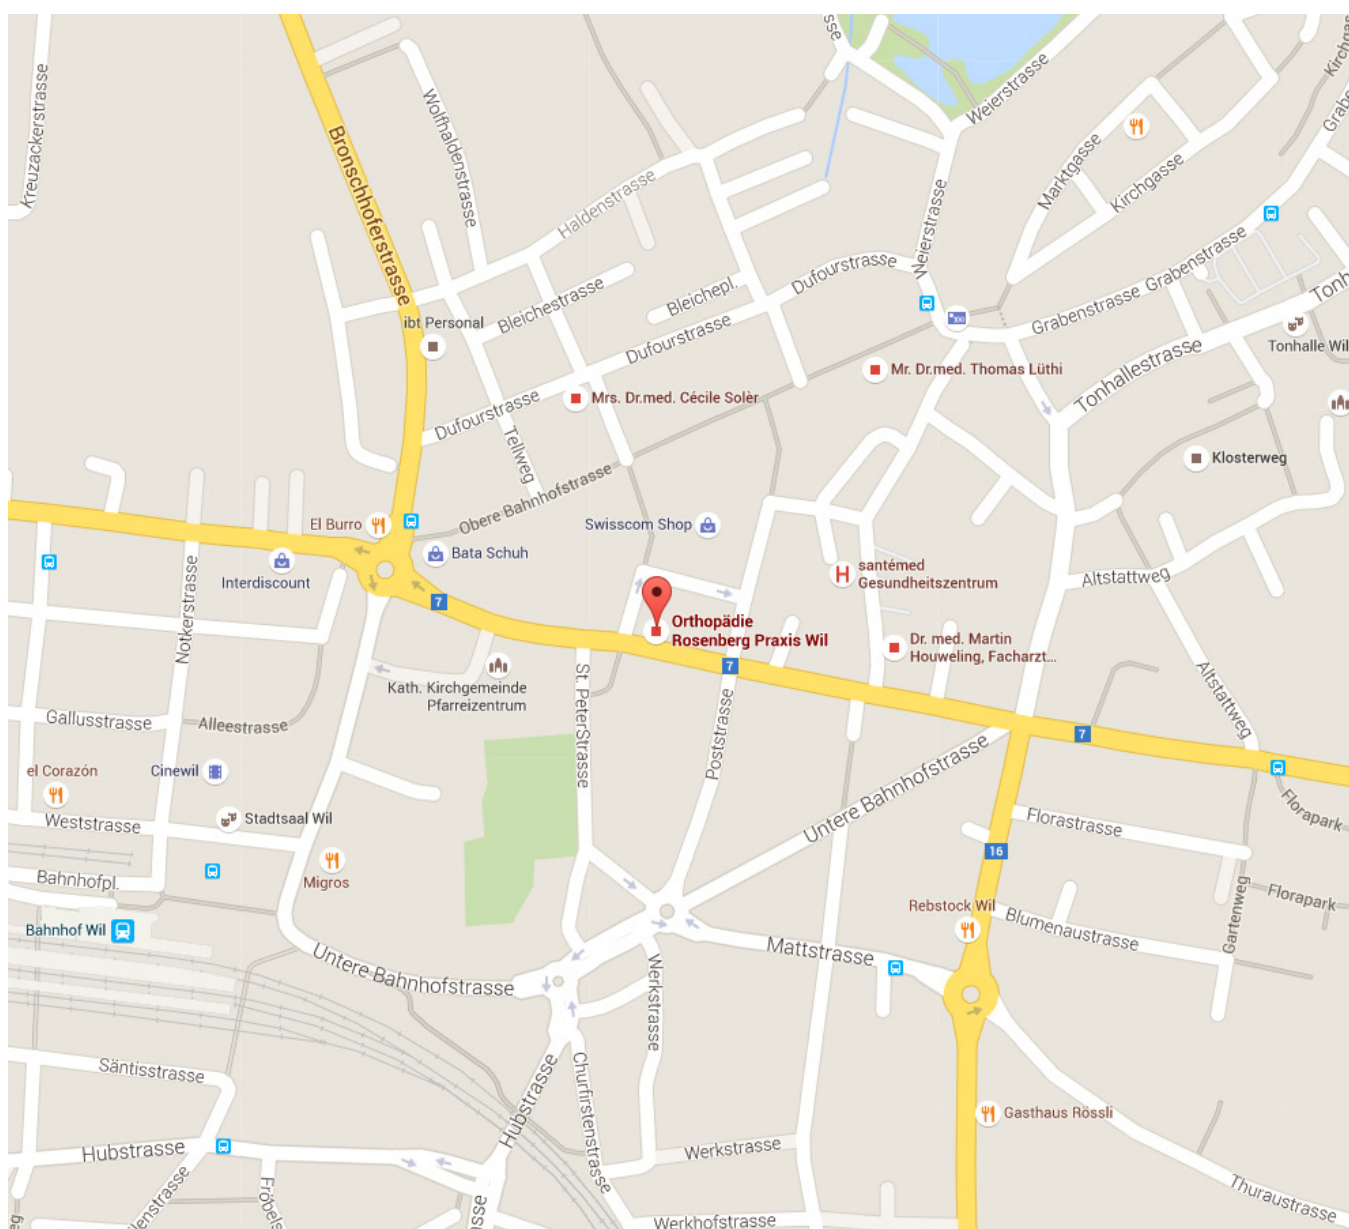 Kreuzackerstrasse
Bronschhoferstrasse
Wolfhaldenstrasse
Haldenstrasse
sse
Weierstrasse
Kirchgasse
Marktgasse
Kirchgasse
Weierstrasse
Grabenstrasse
Grabenstrasse
Tonhallestrasse
Tonhalle Wil
ibt Personal
Bleichestrasse
Bleichepl.
Dufourstrasse
Dufourstrasse
Dufourstrasse
Mr. Dr.med. Thomas Lüthi
Mrs. Dr.med. Cécile Solèr
Tellweg
Obere Bahnhofstrasse
Klosterweg
El Burro
Swisscom Shop
Bata Schuh
Interdiscount
santémed
Gesundheitszentrum
Altstattweg
7
Notkerstrasse
Orthopädie
Rosenberg Praxis Wil
Dr. med. Martin
Houweling, Facharzt...
7
Altstattweg
Kath. Kirchgemeinde
Pfarreizentrum
St. PeterStrasse
Poststrasse
Gallusstrasse
Alleestrasse
7
Untere Bahnhofstrasse
el Corazón
Cinewil
Florapark
Weststrasse
Stadtsaal Wil
Florastrasse
16
Bahnhofpl.
Migros
Florapark
Rebstock Wil
Blumenaustrasse
Gartenweg
Bahnhof Wil
Untere Bahnhofstrasse
Mattstrasse
Werkstrasse
Säntisstrasse
Hubstrasse
Churfirstenstrasse
Gasthaus Rössli
Hubstrasse
Werkstrasse
Thuraustrasse
Werkhofstrasse